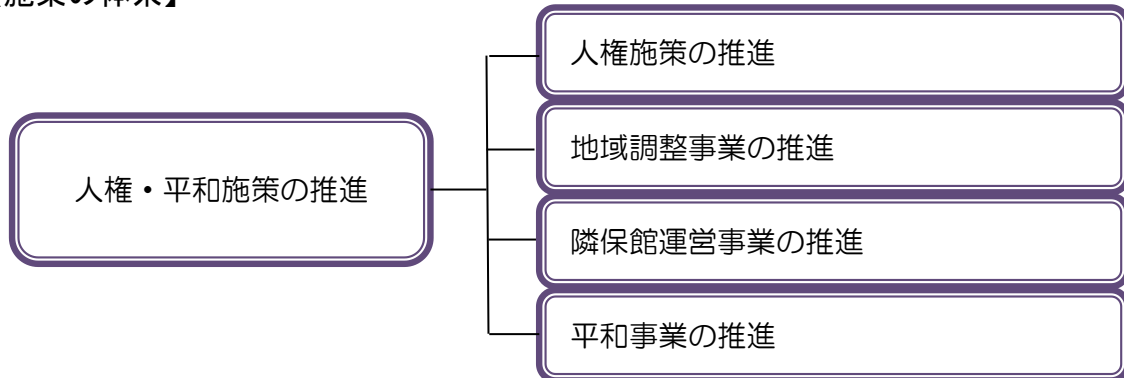 施策の体系】
人権・平和施策の推進
人権施策の推進
地域調整事業の推進
隣保館運営事業の推進
平和事業の推進